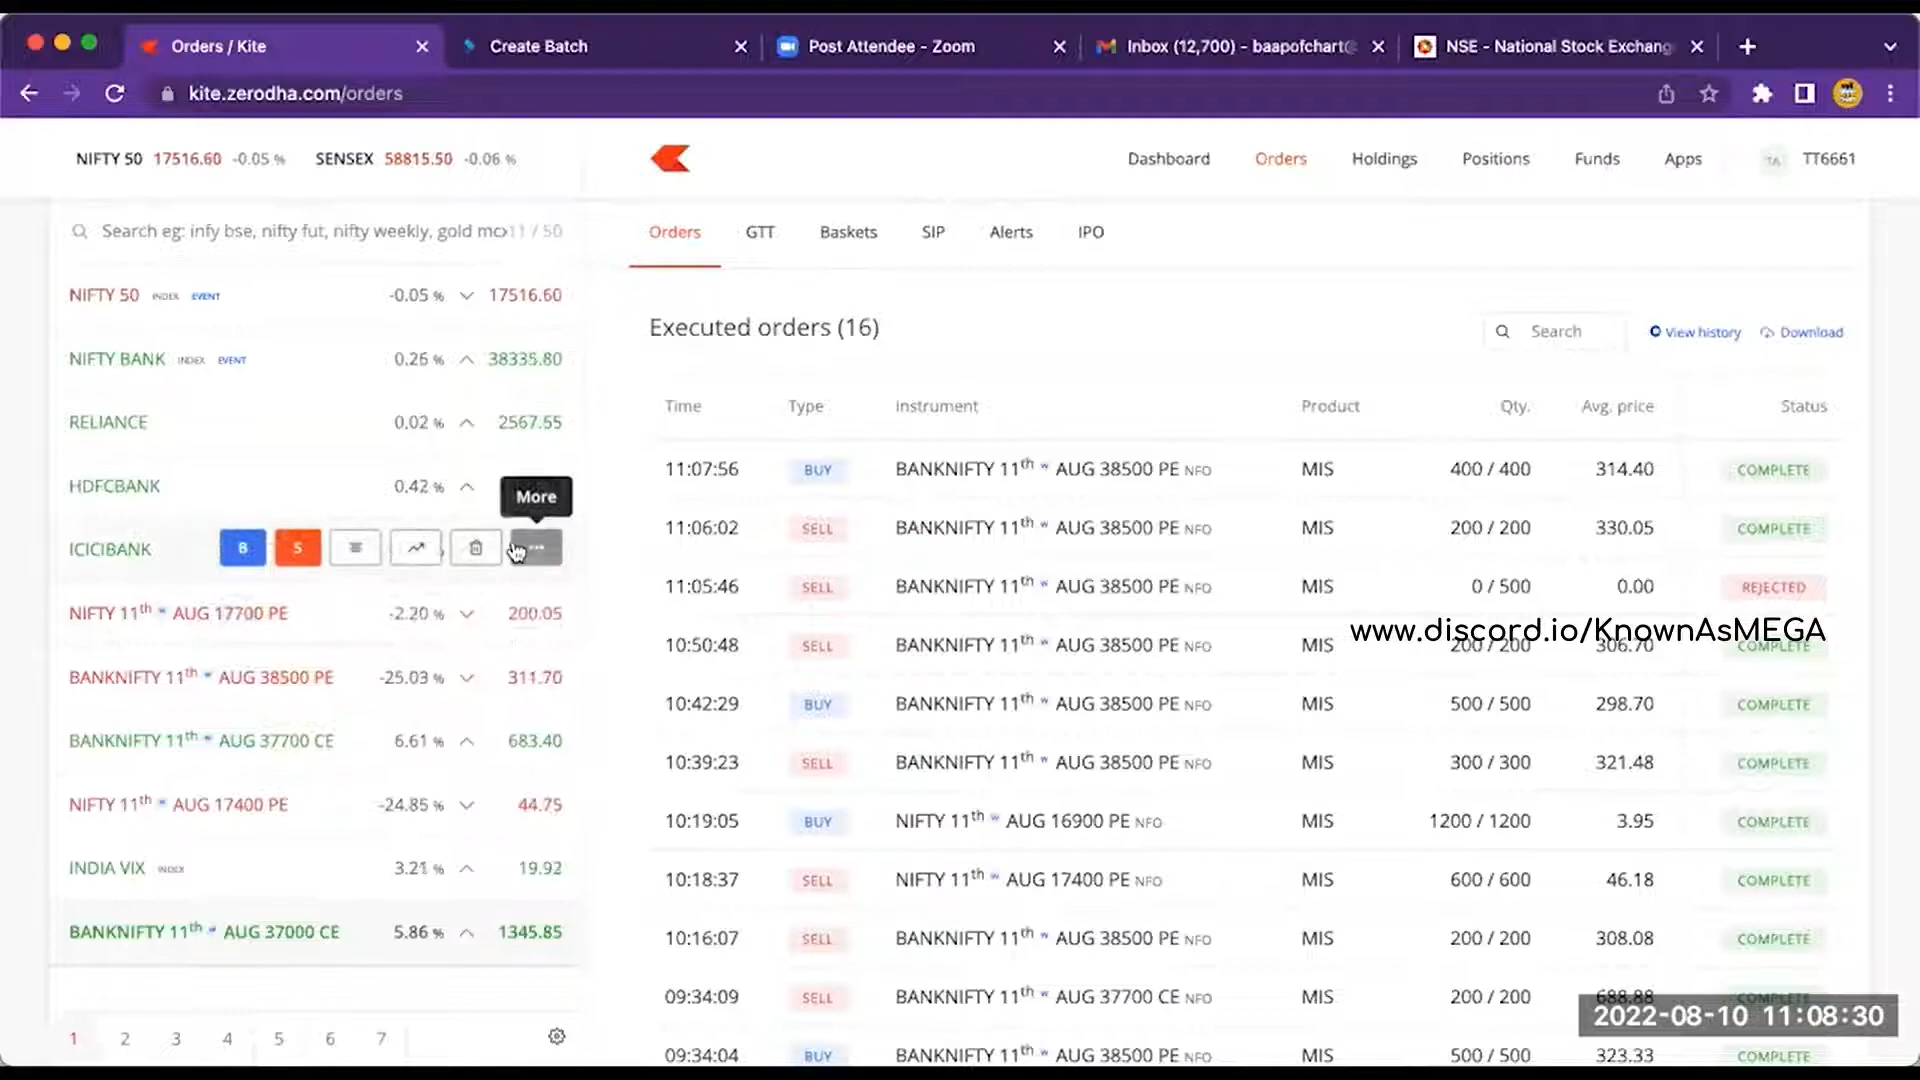 Orders / Kite
Create Batch
Post Attendee - Zoom
Inbox (12,700) - baapofchart@
NSE - National Stock Exchang
kite.zerodha.com/orders
NIFTY 50 17516.60 -0.05 % SENSEX 58815.50 -0.06 %
Dashboard Orders Holdings Positions Funds Apps TA TT6661
Search eg: infy bse, nifty fut, nifty weekly, gold mcx 11 / 50
Orders GTT Baskets SIP Alerts IPO
NIFTY 50 INDEX EVENT -0.05 % 17516.60
NIFTY BANK INDEX EVENT 0.26 % 38335.80
RELIANCE 0.02 % 2567.55
HDFCBANK 0.42 %
More
ICICIBANK B S
NIFTY 11th w AUG 17700 PE -2.20 % 200.05
BANKNIFTY 11th w AUG 38500 PE -25.03 % 311.70
BANKNIFTY 11th w AUG 37700 CE 6.61 % 683.40
NIFTY 11th w AUG 17400 PE -24.85 % 44.75
INDIA VIX INDEX 3.21 % 19.92
BANKNIFTY 11th w AUG 37000 CE 5.86 % 1345.85
1 2 3 4 5 6 7
Executed orders (16)
Search View history Download
Time Type Instrument Product Qty. Avg. price Status
11:07:56 BUY BANKNIFTY 11th w AUG 38500 PE NFO MIS 400 / 400 314.40 COMPLETE
11:06:02 SELL BANKNIFTY 11th w AUG 38500 PE NFO MIS 200 / 200 330.05 COMPLETE
11:05:46 SELL BANKNIFTY 11th w AUG 38500 PE NFO MIS 0 / 500 0.00 REJECTED
www.discord.io/KnownAsMEGA
10:50:48 SELL BANKNIFTY 11th w AUG 38500 PE NFO MIS 200 / 200 306.70 COMPLETE
10:42:29 BUY BANKNIFTY 11th w AUG 38500 PE NFO MIS 500 / 500 298.70 COMPLETE
10:39:23 SELL BANKNIFTY 11th w AUG 38500 PE NFO MIS 300 / 300 321.48 COMPLETE
10:19:05 BUY NIFTY 11th w AUG 16900 PE NFO MIS 1200 / 1200 3.95 COMPLETE
10:18:37 SELL NIFTY 11th w AUG 17400 PE NFO MIS 600 / 600 46.18 COMPLETE
10:16:07 SELL BANKNIFTY 11th w AUG 38500 PE NFO MIS 200 / 200 308.08 COMPLETE
09:34:09 SELL BANKNIFTY 11th w AUG 37700 CE NFO MIS 200 / 200 688.88 COMPLETE
2022-08-10 11:08:30
09:34:04 BUY BANKNIFTY 11th w AUG 38500 PE NFO MIS 500 / 500 323.33 COMPLETE